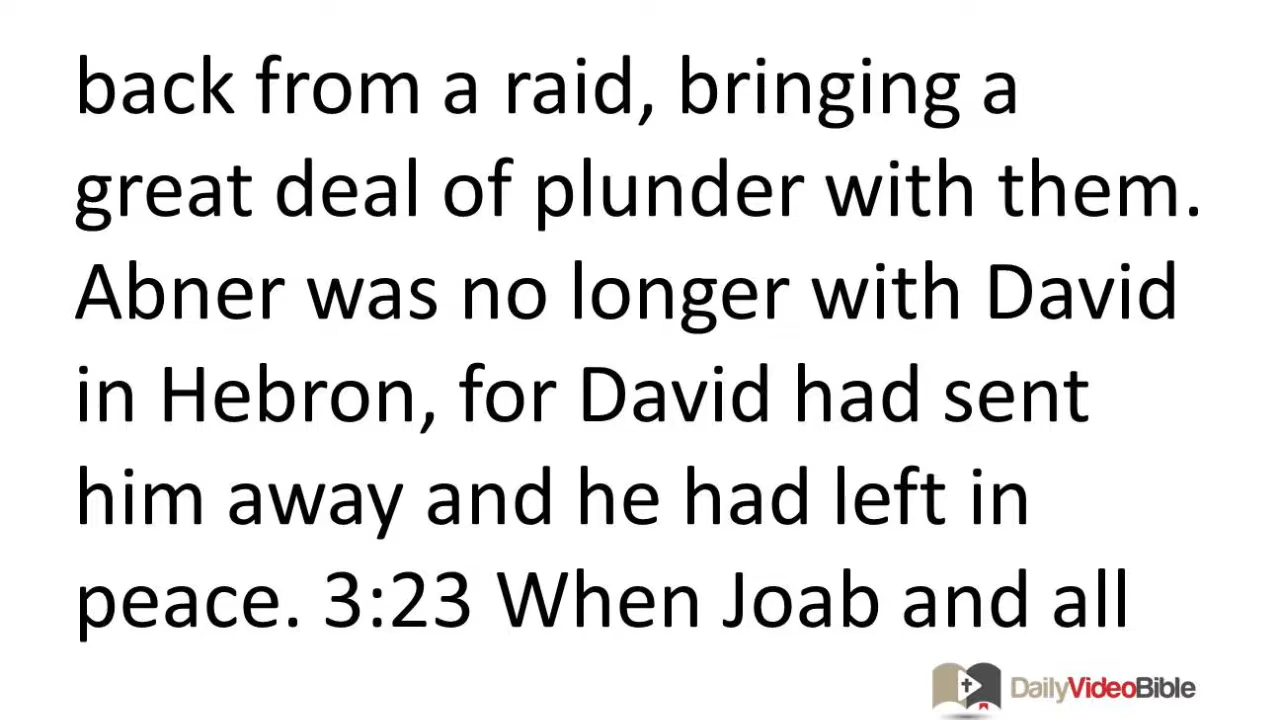 back from a raid, bringing a
great deal of plunder with them.
Abner was no longer with David
in Hebron, for David had sent
him away and he had left in
peace. 3:23 When Joab and all
DailyVideoBible